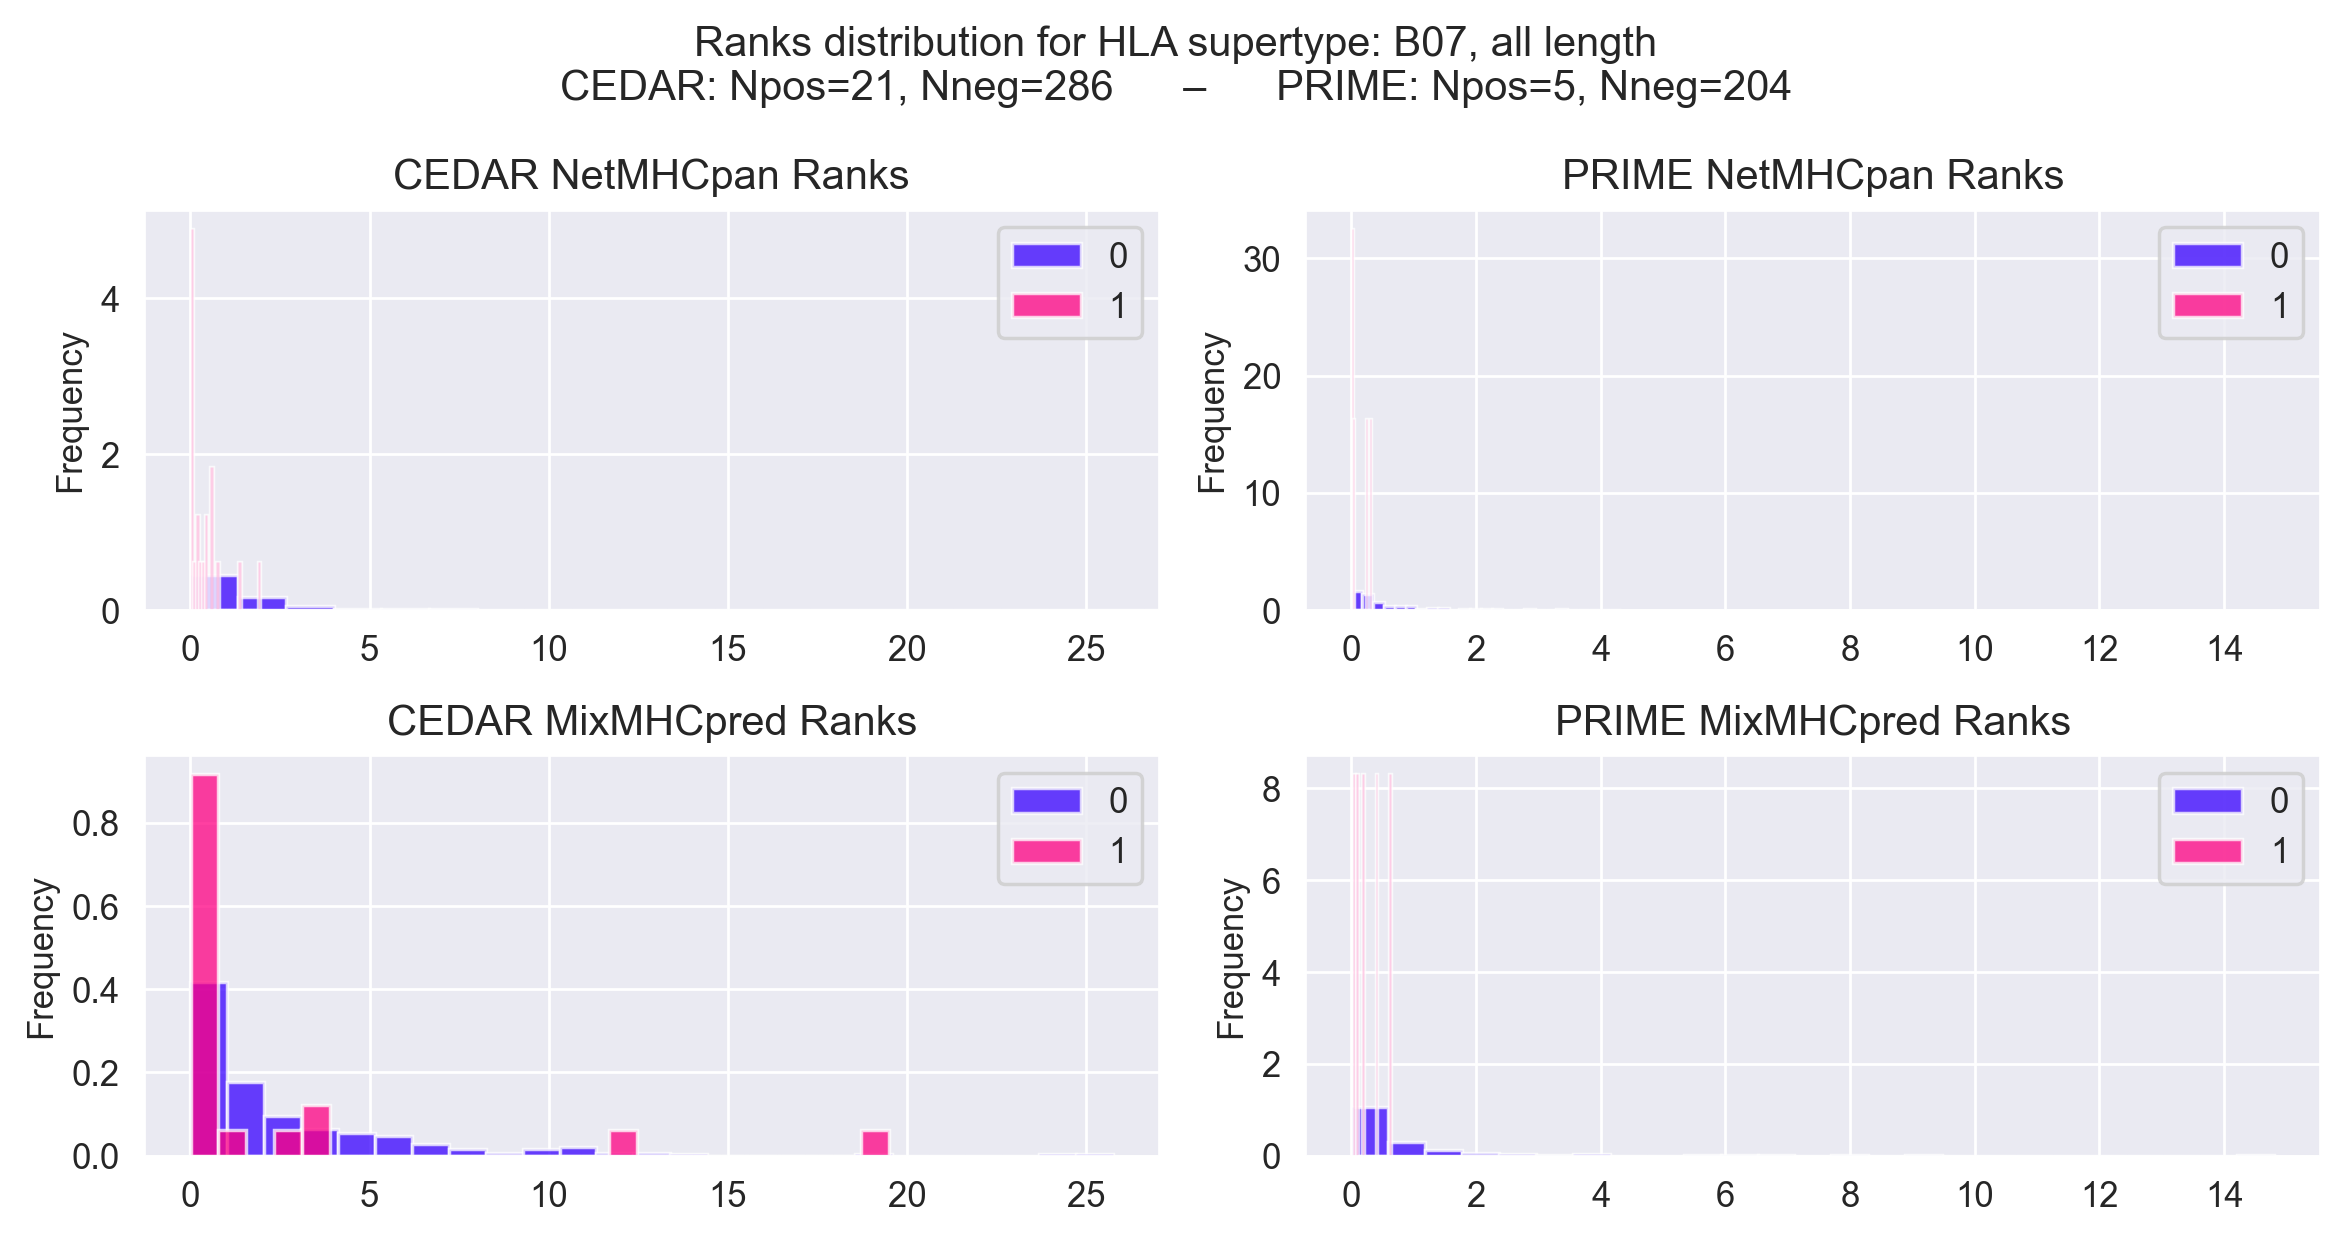 Ranks distribution for HLA supertype: B07, all length
CEDAR: Npos=21, Nneg=286 – PRIME: Npos=5, Nneg=204
CEDAR NetMHCpan Ranks
Frequency
4
2
0
0 5 10 15 20 25
0
1
PRIME NetMHCpan Ranks
Frequency
30
20
10
0
0 2 4 6 8 10 12 14
0
1
CEDAR MixMHCpred Ranks
Frequency
0.8
0.6
0.4
0.2
0.0
0 5 10 15 20 25
0
1
PRIME MixMHCpred Ranks
Frequency
8
6
4
2
0
0 2 4 6 8 10 12 14
0
1